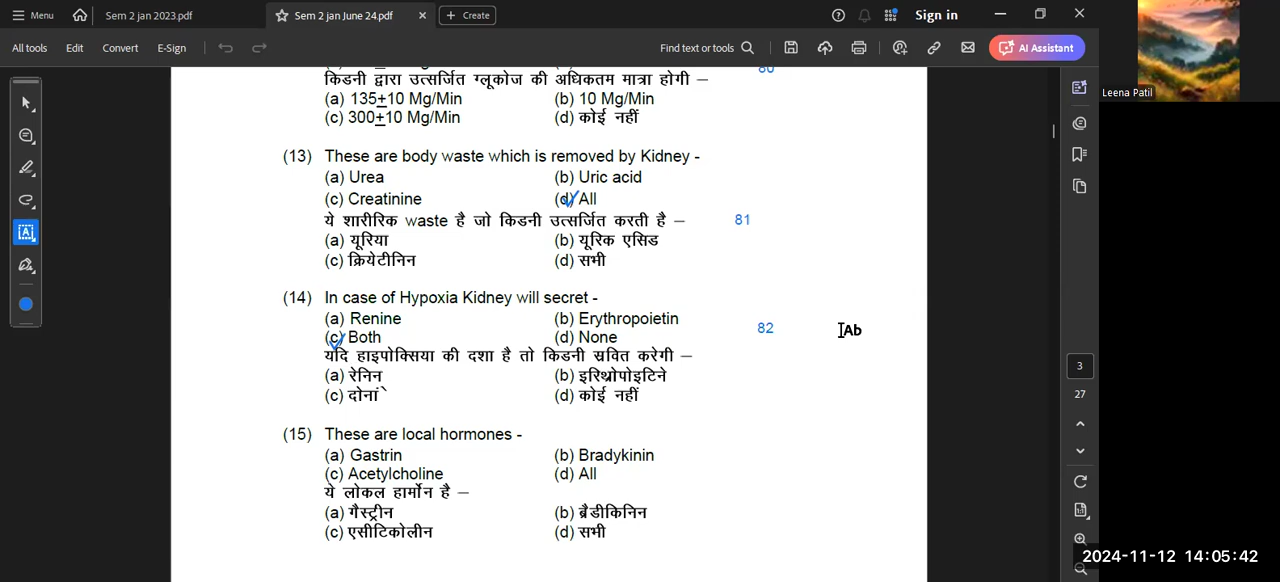 Menu
Sem 2 jan 2023.pdf
Sem 2 jan June 24.pdf
Create
Sign in
All tools
Edit
Convert
E-Sign
Find text or tools
AI Assistant
Leena Patil
80
किडनी द्वारा उत्सर्जित ग्लूकोज की अधिकतम मात्रा होगी –
(a) 135±10 Mg/Min (b) 10 Mg/Min
(c) 300±10 Mg/Min (d) कोई नहीं
(13) These are body waste which is removed by Kidney -
(a) Urea (b) Uric acid
(c) Creatinine (d) All
ये शारीरिक waste है जो किडनी उत्सर्जित करती है – 81
(a) यूरिया (b) यूरिक एसिड
(c) क्रियेटीनिन (d) सभी
(14) In case of Hypoxia Kidney will secret -
(a) Renine (b) Erythropoietin
82 Ab
(c) Both (d) None
यदि हाइपोक्सिया की दशा है तो किडनी स्रवित करेगी –
(a) रेनिन (b) इरिथ्रोपोइटिने
(c) दोनांे (d) कोई नहीं
(15) These are local hormones -
(a) Gastrin (b) Bradykinin
(c) Acetylcholine (d) All
ये लोकल हार्मोन है –
(a) गैस्ट्रीन (b) ब्रैडीकिनिन
(c) एसीटिकोलीन (d) सभी
3
27
2024-11-12 14:05:42